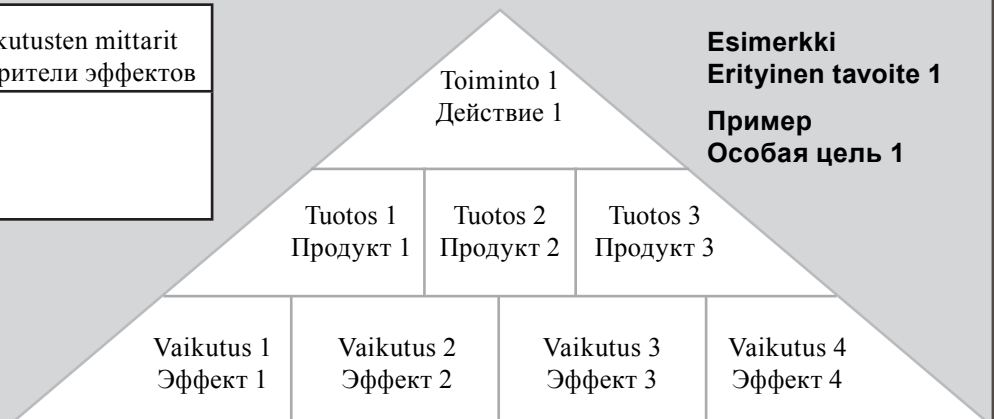 kutusten mittarit
рители эффектов
Esimerkki
Erityinen tavoite 1
Пример
Особая цель 1
Toiminto 1
Действие 1
Tuotos 1
Продукт 1
Tuotos 2
Продукт 2
Tuotos 3
Продукт 3
Vaikutus 1
Эффект 1
Vaikutus 2
Эффект 2
Vaikutus 3
Эффект 3
Vaikutus 4
Эффект 4